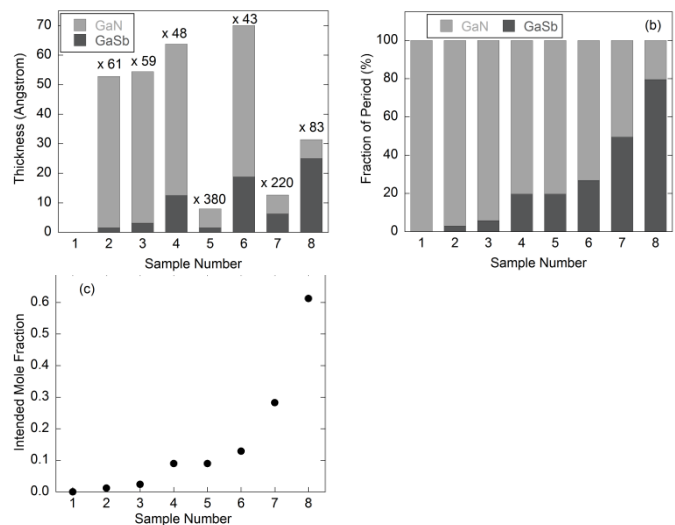 GaN
GaSb
x 61
x 59
x 48
x 380
x 43
x 220
x 83
70
60
50
40
30
20
10
0
Thickness (Angstrom)
1 2 3 4 5 6 7 8
Sample Number
(b)
GaN GaSb
100
80
60
40
20
0
Fraction of Period (%)
1 2 3 4 5 6 7 8
Sample Number
(c)
0.6
0.5
0.4
0.3
0.2
0.1
0.0
Intended Mole Fraction
1 2 3 4 5 6 7 8
Sample Number